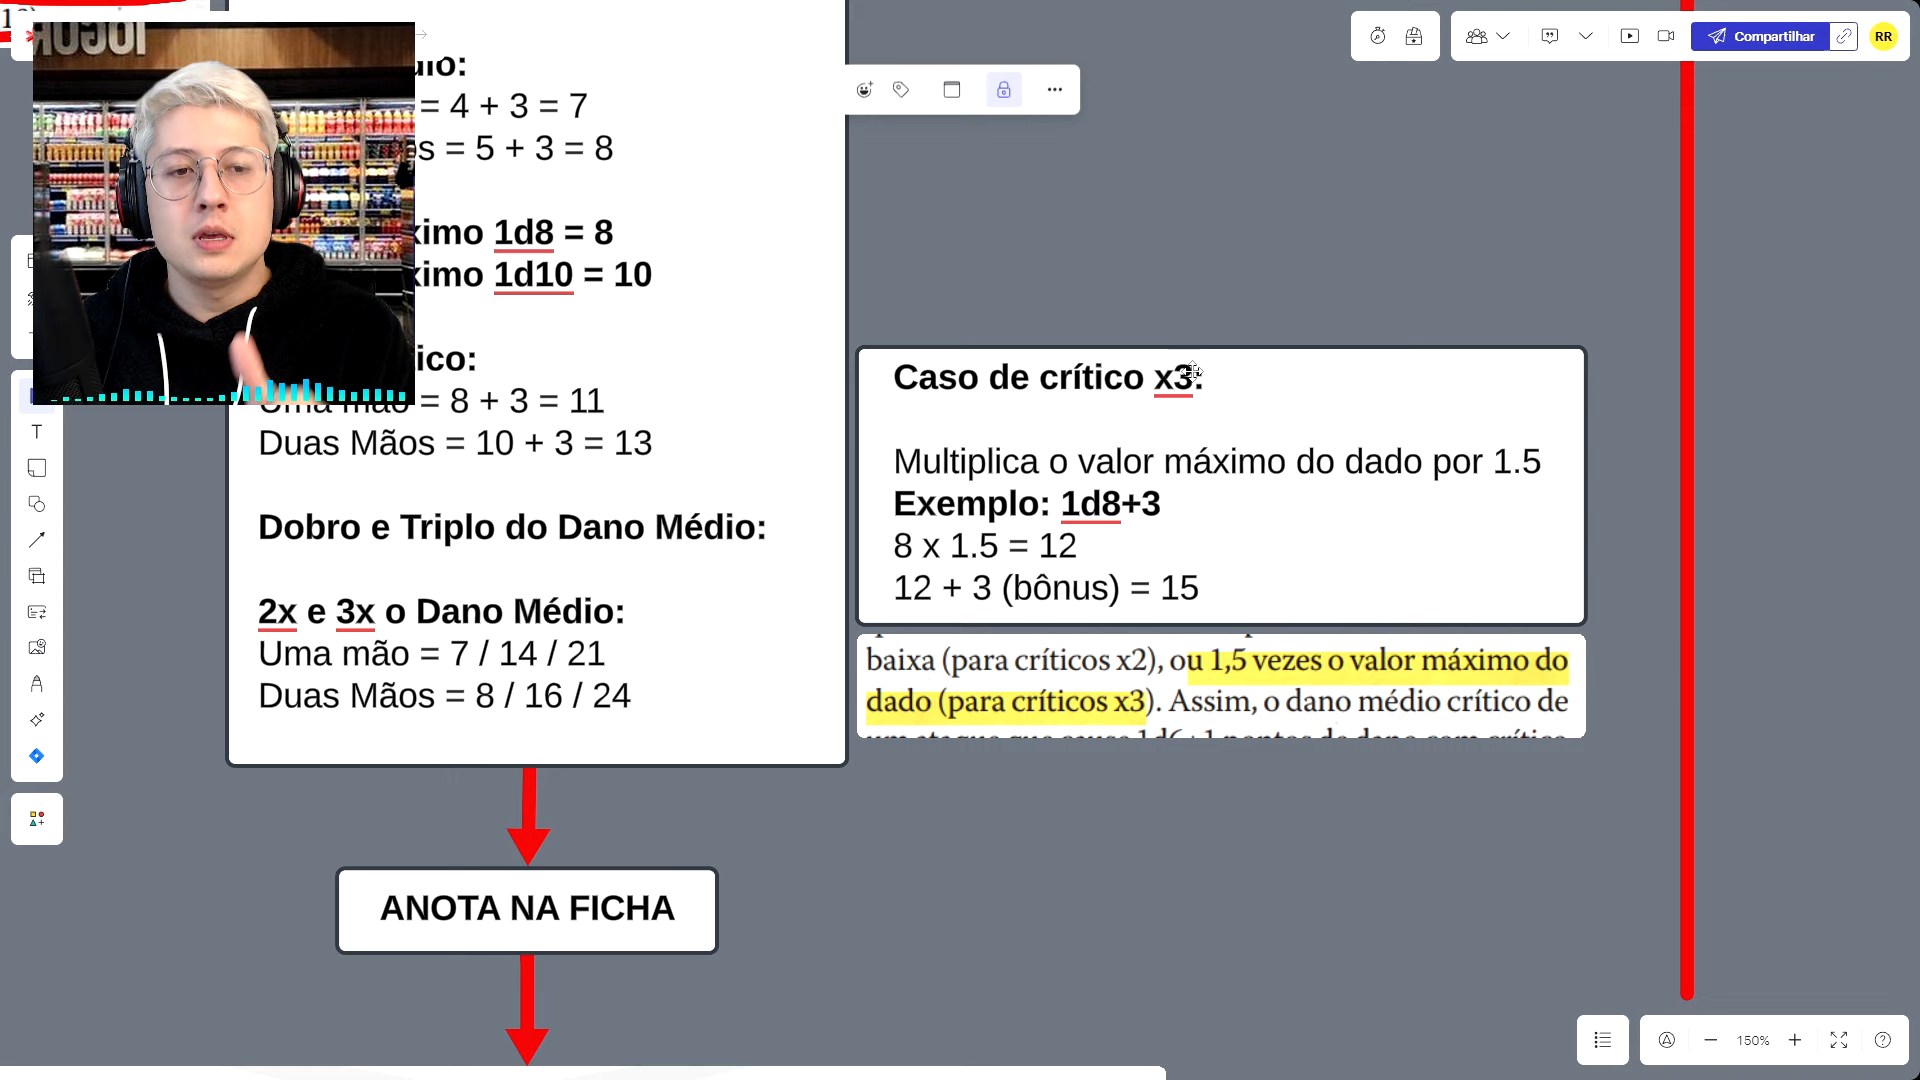 = 4 + 3 = 7
= 5 + 3 = 8
1d8 = 8
1d10 = 10
= 8 + 3 = 11
Duas Mãos = 10 + 3 = 13
Dobro e Triplo do Dano Médio:
2x e 3x o Dano Médio:
Uma mão = 7 / 14 / 21
Duas Mãos = 8 / 16 / 24
ANOTA NA FICHA
Caso de crítico x3:
Multiplica o valor máximo do dado por 1.5
Exemplo: 1d8+3
8 x 1.5 = 12
12 + 3 (bônus) = 15
baixa (para críticos x2), ou 1,5 vezes o valor máximo do
dado (para críticos x3). Assim, o dano médio crítico de
Compartilhar
RR
150%